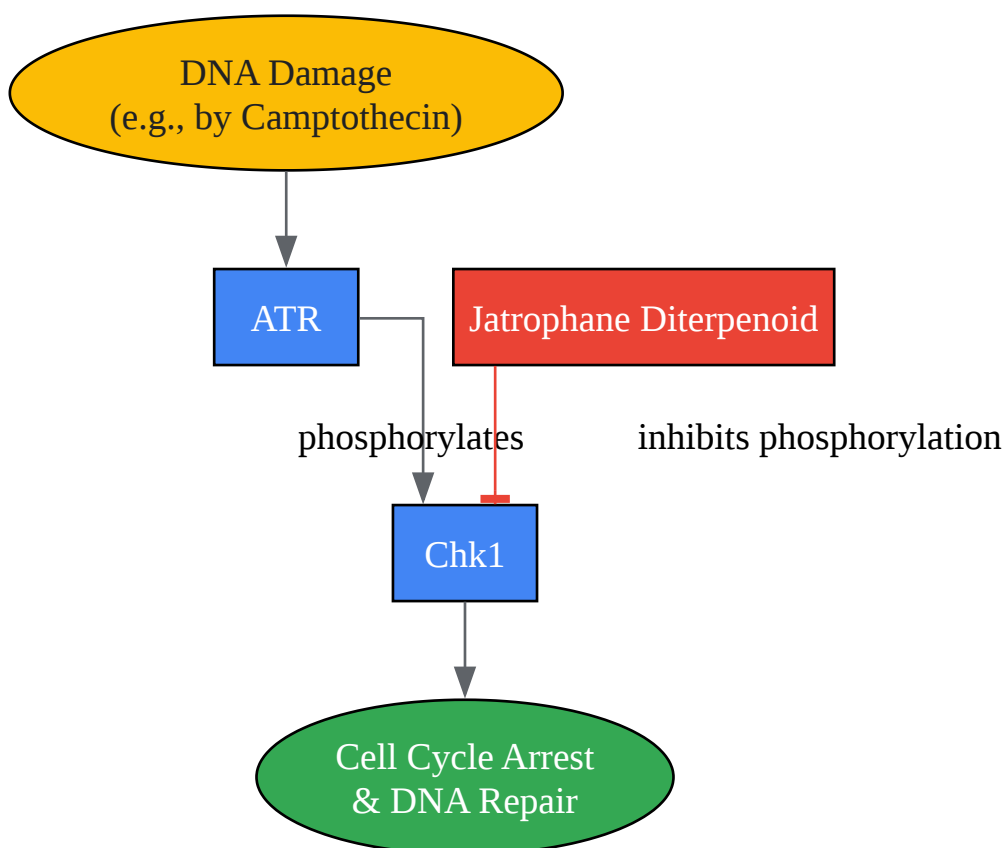 DNA Damage
(e.g., by Camptothecin)
ATR
Jatrophane Diterpenoid
phosphorylates
inhibits phosphorylation
Chk1
Cell Cycle Arrest
& DNA Repair